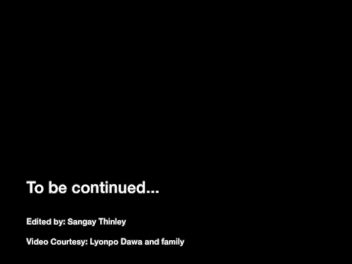 To be continued...
Edited by: Sangay Thinley
Video Courtesy: Lyonpo Dawa and family